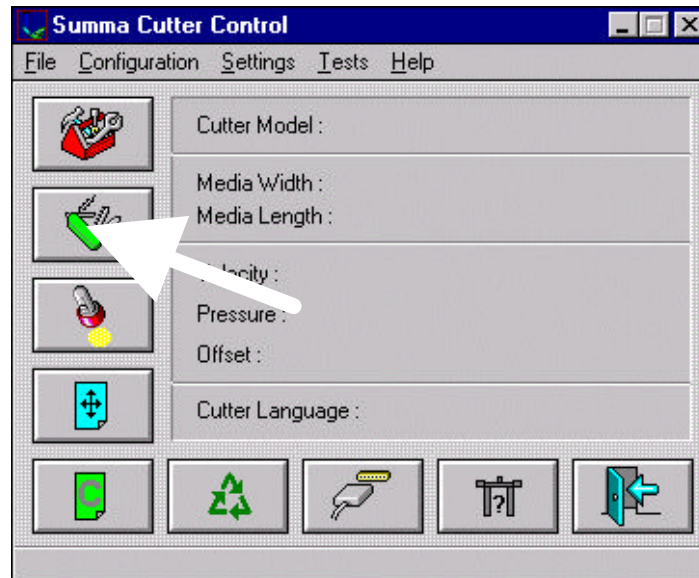 Summa Cutter Control
File Configuration Settings Tests Help
Cutter Model :
Media Width :
Media Length :
Pressure :
Offset :
Cutter Language :
C
?